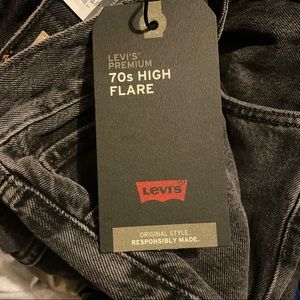 LEVI'S®
PREMIUM
70s HIGH
FLARE
Levi's
ORIGINAL STYLE.
RESPONSIBLY MADE.